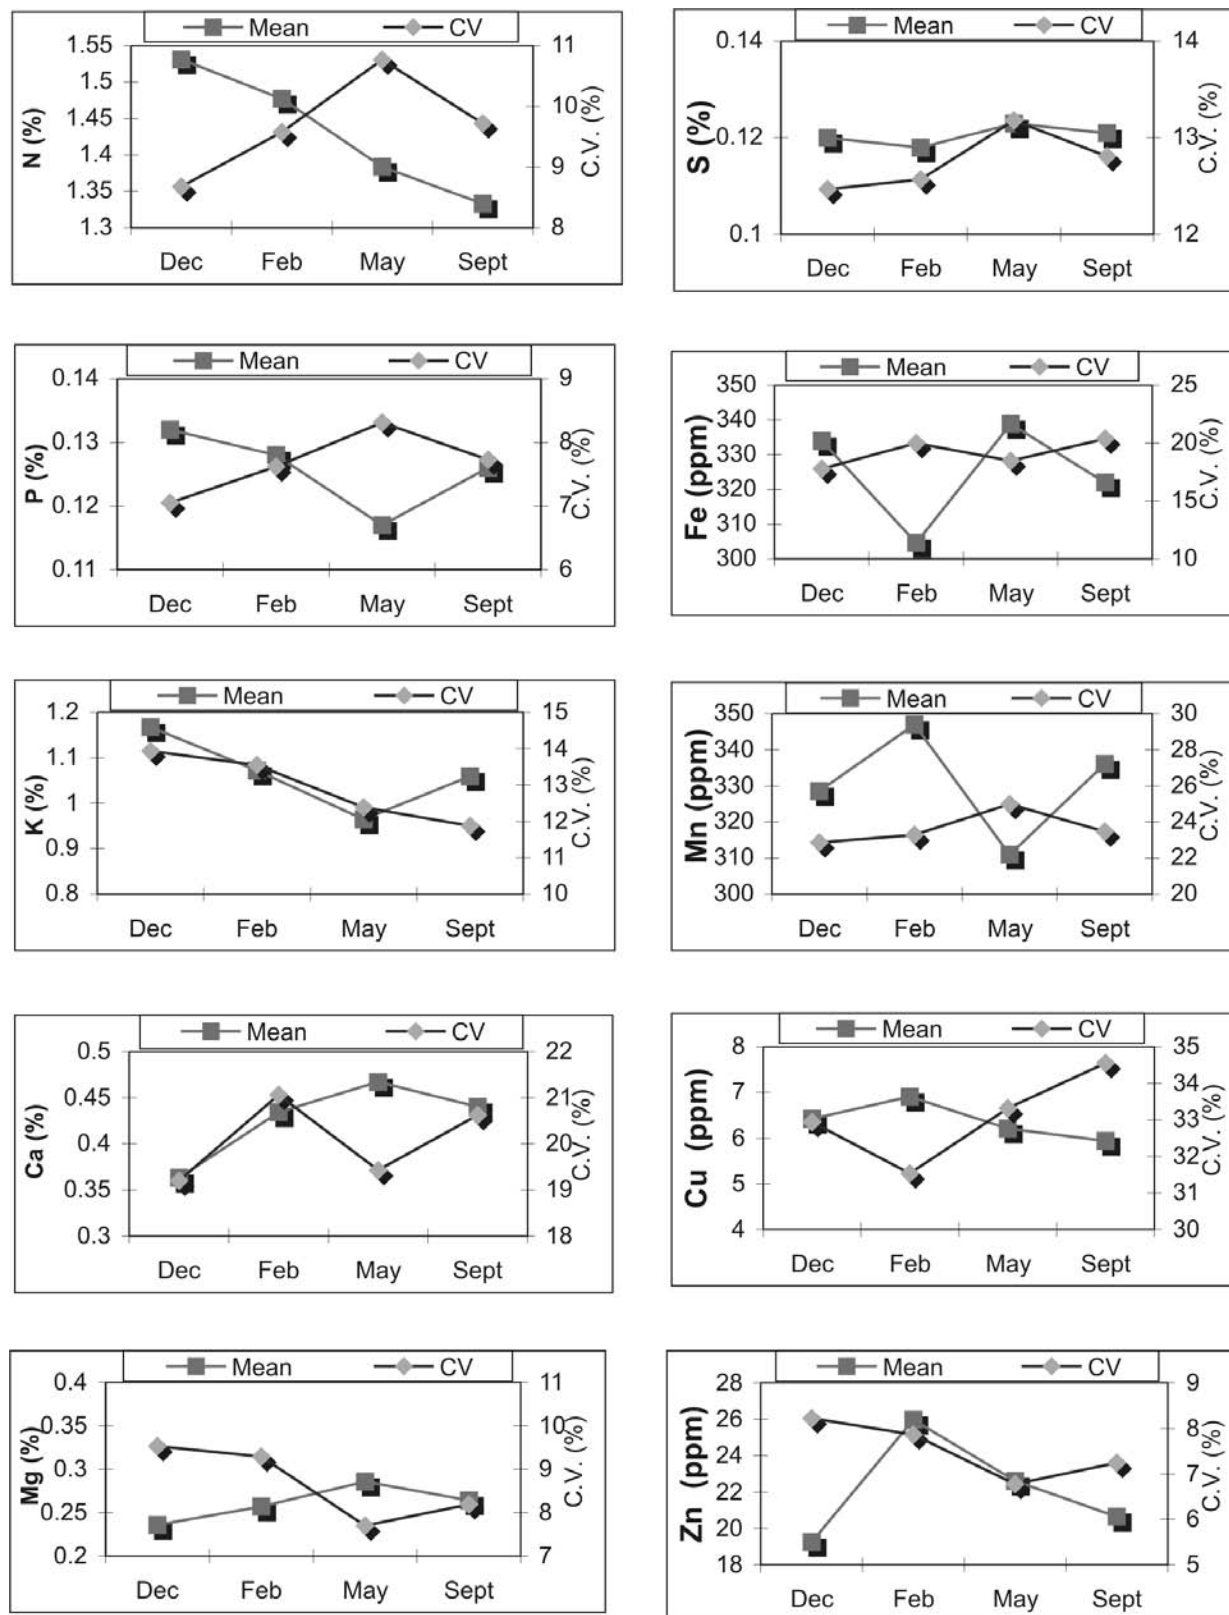 Mean CV
1.55 11
1.5
1.45 10
1.4 9
1.35
1.3 8
N (%)
C.V. (%)
Dec Feb May Sept
Mean CV
0.14 14
0.12 13
0.1 12
S (%)
C.V. (%)
Dec Feb May Sept
Mean CV
0.14 9
0.13 8
0.12 7
0.11 6
P (%)
C.V. (%)
Dec Feb May Sept
Mean CV
350 25
340
330 20
320 15
310
300 10
Fe (ppm)
C.V. (%)
Dec Feb May Sept
Mean CV
1.2 15
1.1 14
13
1 12
0.9 11
0.8 10
K (%)
C.V. (%)
Dec Feb May Sept
Mean CV
350 30
340 28
330 26
320 24
310 22
300 20
Mn (ppm)
C.V. (%)
Dec Feb May Sept
Mean CV
0.5 22
0.45 21
0.4 20
0.35 19
0.3 18
Ca (%)
C.V. (%)
Dec Feb May Sept
Mean CV
8 35
7 34
33
6 32
5 31
4 30
Cu (ppm)
C.V. (%)
Dec Feb May Sept
Mean CV
0.4 11
0.35 10
0.3 9
0.25 8
0.2 7
Mg (%)
C.V. (%)
Dec Feb May Sept
Mean CV
28 9
26 8
24
22 7
20 6
18 5
Zn (ppm)
C.V. (%)
Dec Feb May Sept